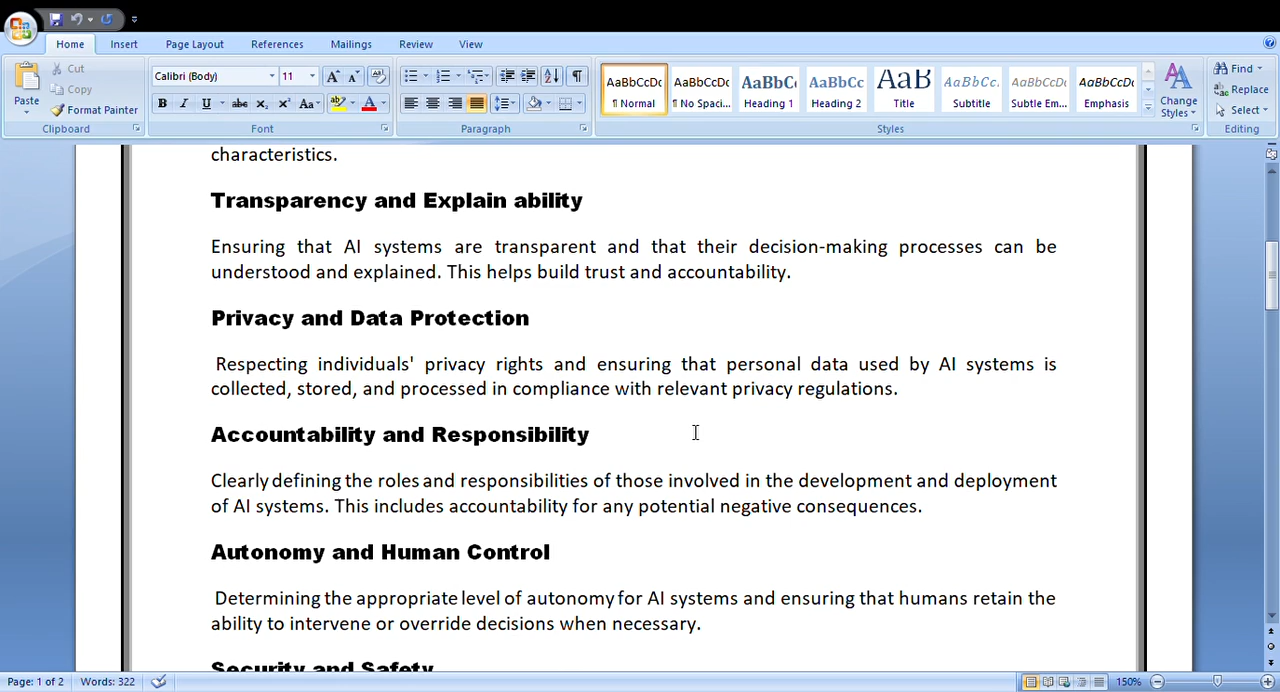 Home Insert Page Layout References Mailings Review View
Cut
Calibri (Body) 11
AaBbCcDc AaBbCcDc AaBbCc AaBbCc AaB AaBbCc. AaBbCcDc AaBbCcDc
Find
Copy
Replace
Paste
Format Painter
B I U abc X₂ X² Aa
¶ Normal ¶ No Spaci... Heading 1 Heading 2 Title Subtitle Subtle Em... Emphasis
Change Styles
Select
Clipboard Font Paragraph Styles Editing
characteristics.
Transparency and Explain ability
Ensuring that AI systems are transparent and that their decision-making processes can be
understood and explained. This helps build trust and accountability.
Privacy and Data Protection
Respecting individuals' privacy rights and ensuring that personal data used by AI systems is
collected, stored, and processed in compliance with relevant privacy regulations.
Accountability and Responsibility
Clearly defining the roles and responsibilities of those involved in the development and deployment
of AI systems. This includes accountability for any potential negative consequences.
Autonomy and Human Control
Determining the appropriate level of autonomy for AI systems and ensuring that humans retain the
ability to intervene or override decisions when necessary.
Security and Safety
Page: 1 of 2 Words: 322 150%